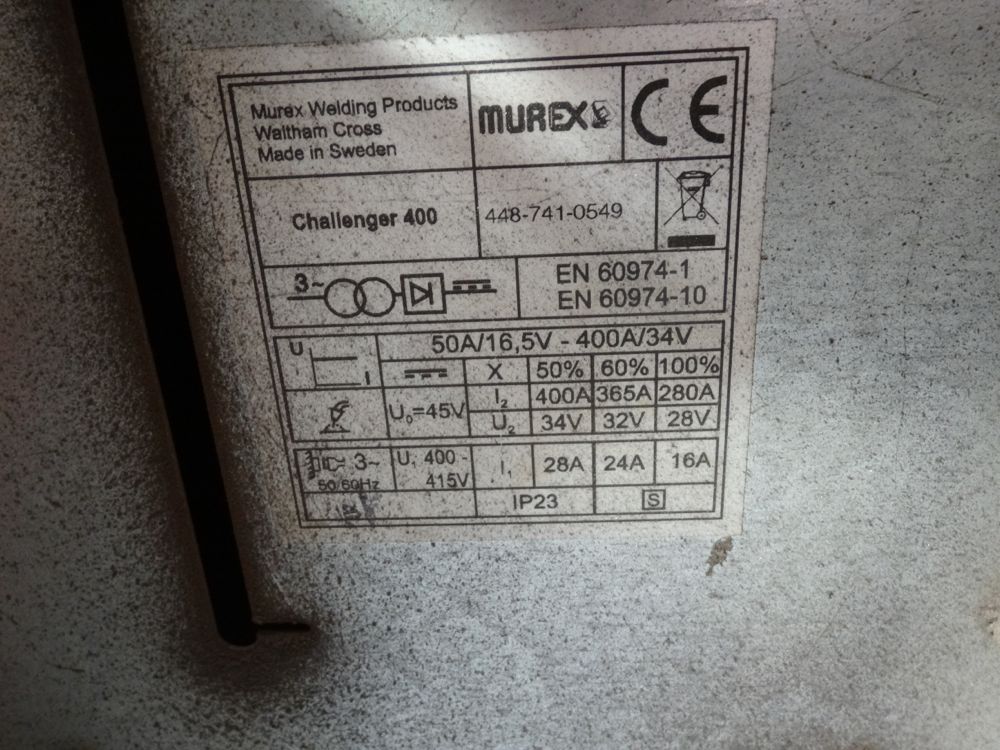 Murex Welding Products
Waltham Cross
Made in Sweden
MUREX
CE
Challenger 400
448-741-0549
3~
EN 60974-1
EN 60974-10
U
I
50A/16,5V - 400A/34V
X 50% 60% 100%
U₀=45V
I₂ 400A 365A 280A
U₂ 34V 32V 28V
3~
50/60Hz
U₁ 400 -
415V
I₁ 28A 24A 16A
IP23
S